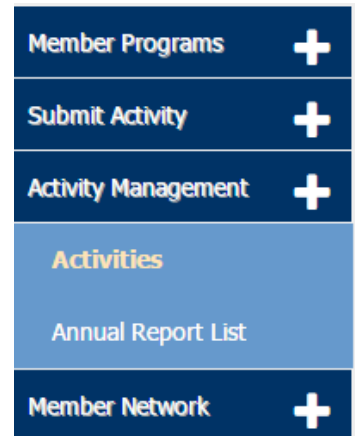 Member Programs
Submit Activity
Activity Management
Activities
Annual Report List
Member Network